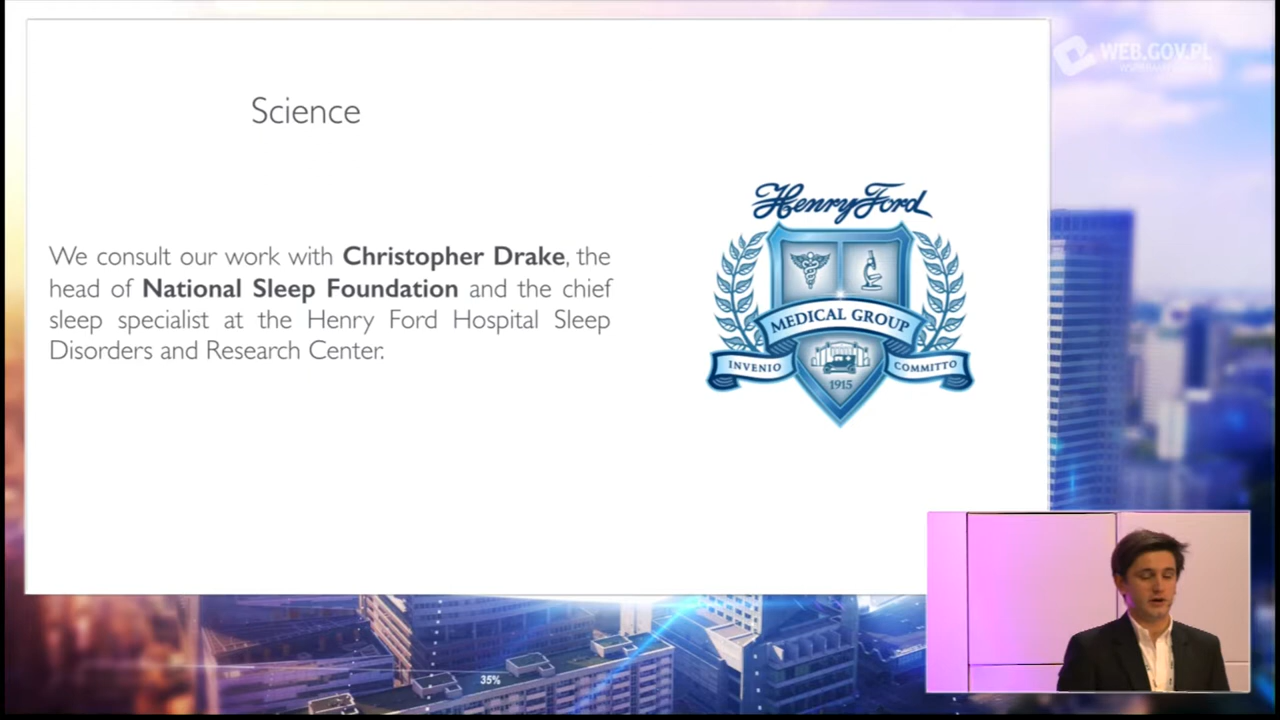 WEB.GOV.PL
Science
We consult our work with Christopher Drake, the
head of National Sleep Foundation and the chief
sleep specialist at the Henry Ford Hospital Sleep
Disorders and Research Center.
Henry Ford
MEDICAL GROUP
INVENIO
COMMITTO
1915
35%